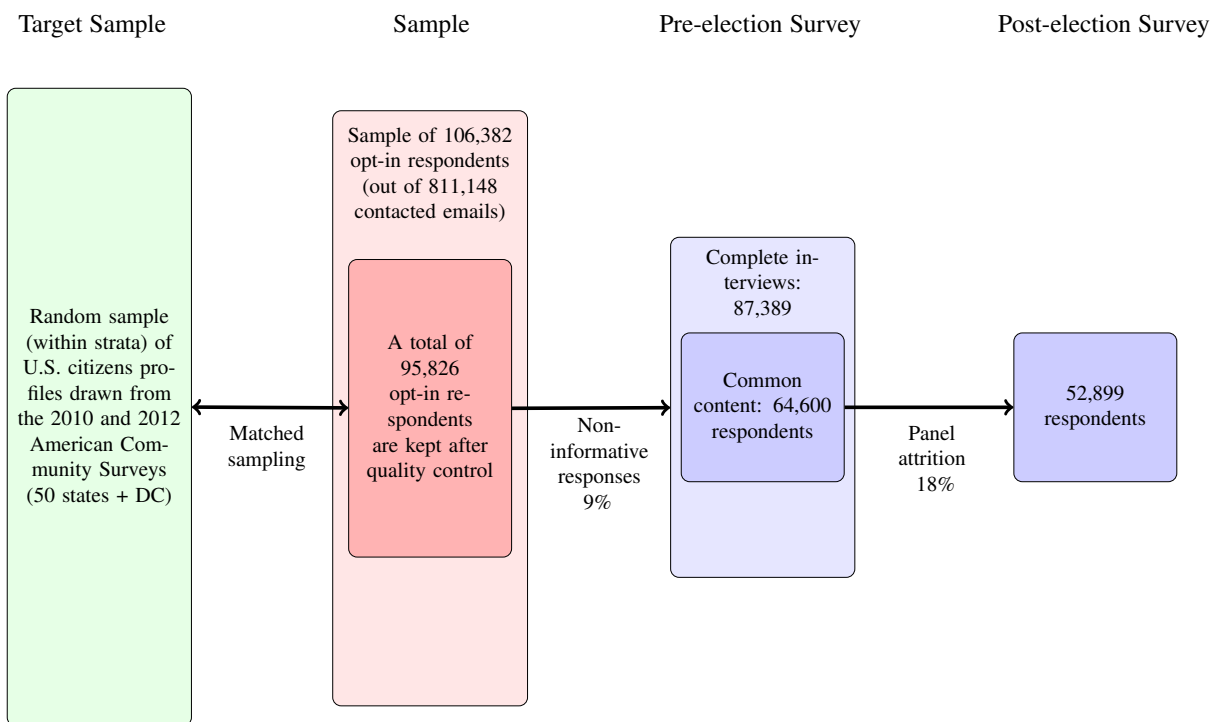 Target Sample
Sample
Pre-election Survey
Post-election Survey
Random sample
(within strata) of
U.S. citizens pro-
files drawn from
the 2010 and 2012
American Com-
munity Surveys
(50 states + DC)
Matched
sampling
Sample of 106,382
opt-in respondents
(out of 811,148
contacted emails)
A total of
95,826
opt-in re-
spondents
are kept after
quality control
Non-
informative
responses
9%
Complete in-
terviews:
87,389
Common
content: 64,600
respondents
Panel
attrition
18%
52,899
respondents